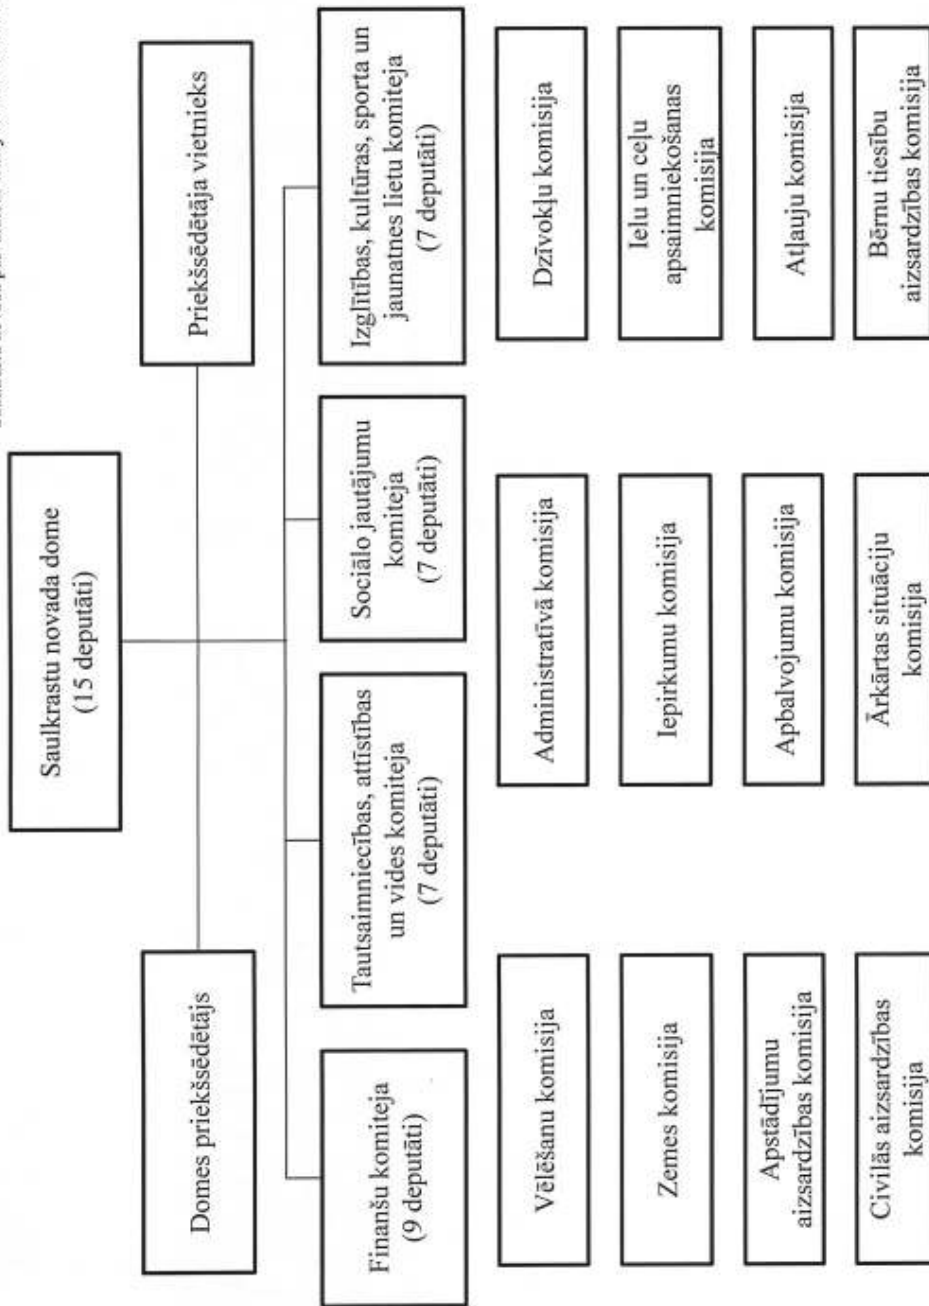 Saulkrastu novada dome
(15 deputāti)
Domes priekšsēdētājs
Priekšsēdētāja vietnieks
Finanšu komiteja
(9 deputāti)
Tautsaimniecības, attīstības
un vides komiteja
(7 deputāti)
Sociālo jautājumu
komiteja
(7 deputāti)
Izglītības, kultūras, sporta un
jaunatnes lietu komiteja
(7 deputāti)
Vēlēšanu komisija
Administratīvā komisija
Dzīvokļu komisija
Zemes komisija
Iepirkumu komisija
Ielu un ceļu
apsaimniekošanas
komisija
Apstādījumu
aizsardzības komisija
Apbalvojumu komisija
Atļauju komisija
Civilās aizsardzības
komisija
Ārkārtas situāciju
komisija
Bērnu tiesību
aizsardzības komisija